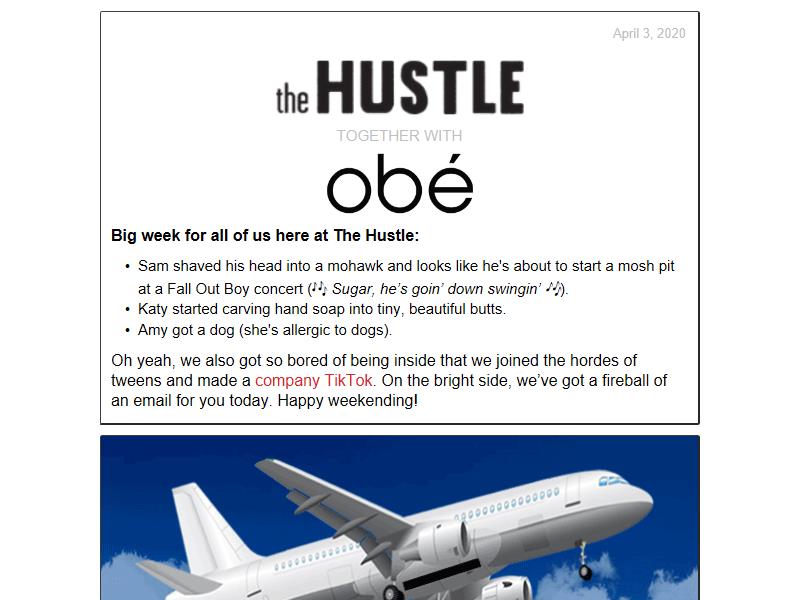 April 3, 2020
the HUSTLE
TOGETHER WITH
obé
Big week for all of us here at The Hustle:
• Sam shaved his head into a mohawk and looks like he's about to start a mosh pit
at a Fall Out Boy concert (🎶 Sugar, he’s goin’ down swingin’ 🎶).
• Katy started carving hand soap into tiny, beautiful butts.
• Amy got a dog (she's allergic to dogs).
Oh yeah, we also got so bored of being inside that we joined the hordes of
tweens and made a company TikTok. On the bright side, we’ve got a fireball of
an email for you today. Happy weekending!